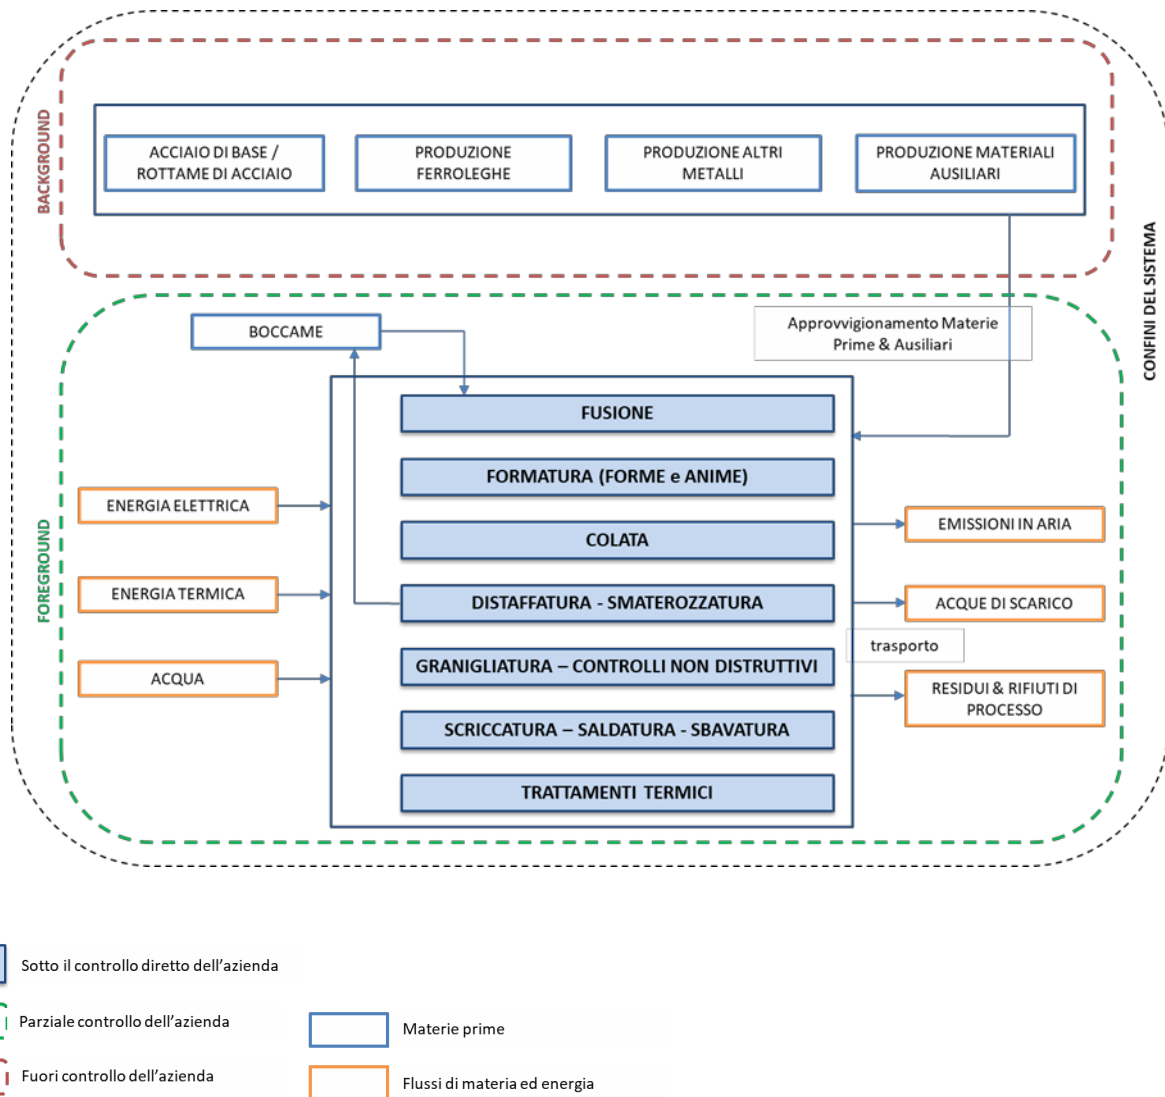 BACKGROUND
ACCIAIO DI BASE /
ROTTAME DI ACCIAIO
PRODUZIONE
FERROLEGHE
PRODUZIONE ALTRI
METALLI
PRODUZIONE MATERIALI
AUSILIARI
CONFINI DEL SISTEMA
FOREGROUND
BOCCAME
Approvvigionamento Materie
Prime & Ausiliari
FUSIONE
FORMATURA (FORME e ANIME)
COLATA
DISTAFFATURA - SMATEROZZATURA
GRANIGLIATURA – CONTROLLI NON DISTRUTTIVI
SCRICCATURA – SALDATURA - SBAVATURA
TRATTAMENTI TERMICI
ENERGIA ELETTRICA
ENERGIA TERMICA
ACQUA
EMISSIONI IN ARIA
ACQUE DI SCARICO
trasporto
RESIDUI & RIFIUTI DI
PROCESSO
Sotto il controllo diretto dell'azienda
Parziale controllo dell'azienda
Fuori controllo dell'azienda
Materie prime
Flussi di materia ed energia